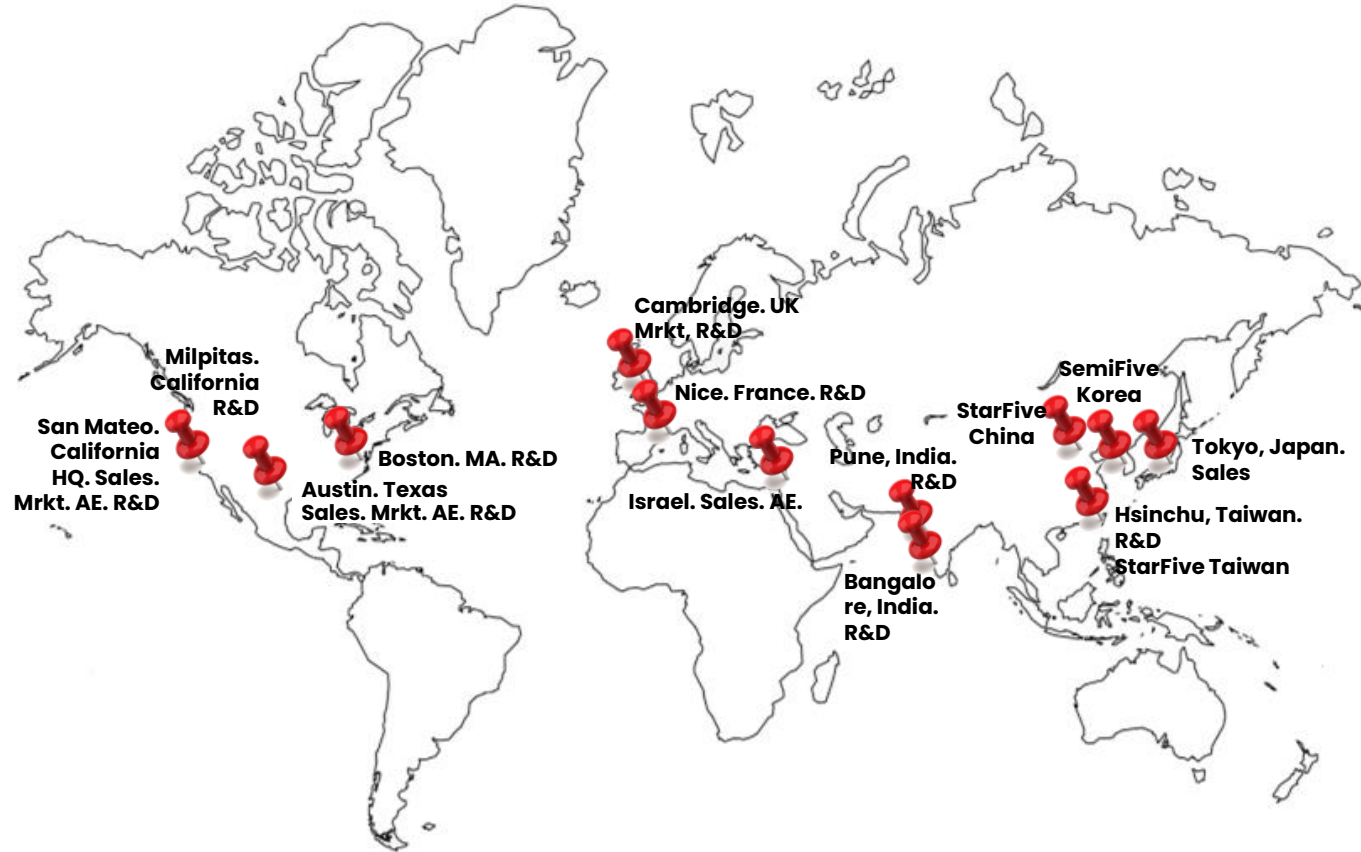 Cambridge. UK
Mrkt, R&D
Milpitas.
California
R&D
San Mateo.
California
HQ. Sales.
Mrkt. AE. R&D
Boston. MA. R&D
Austin. Texas
Sales. Mrkt. AE. R&D
Nice. France. R&D
Israel. Sales. AE.
Pune, India.
R&D
Bangalo
re, India.
R&D
StarFive
China
SemiFive
Korea
Tokyo, Japan.
Sales
Hsinchu, Taiwan.
R&D
StarFive Taiwan